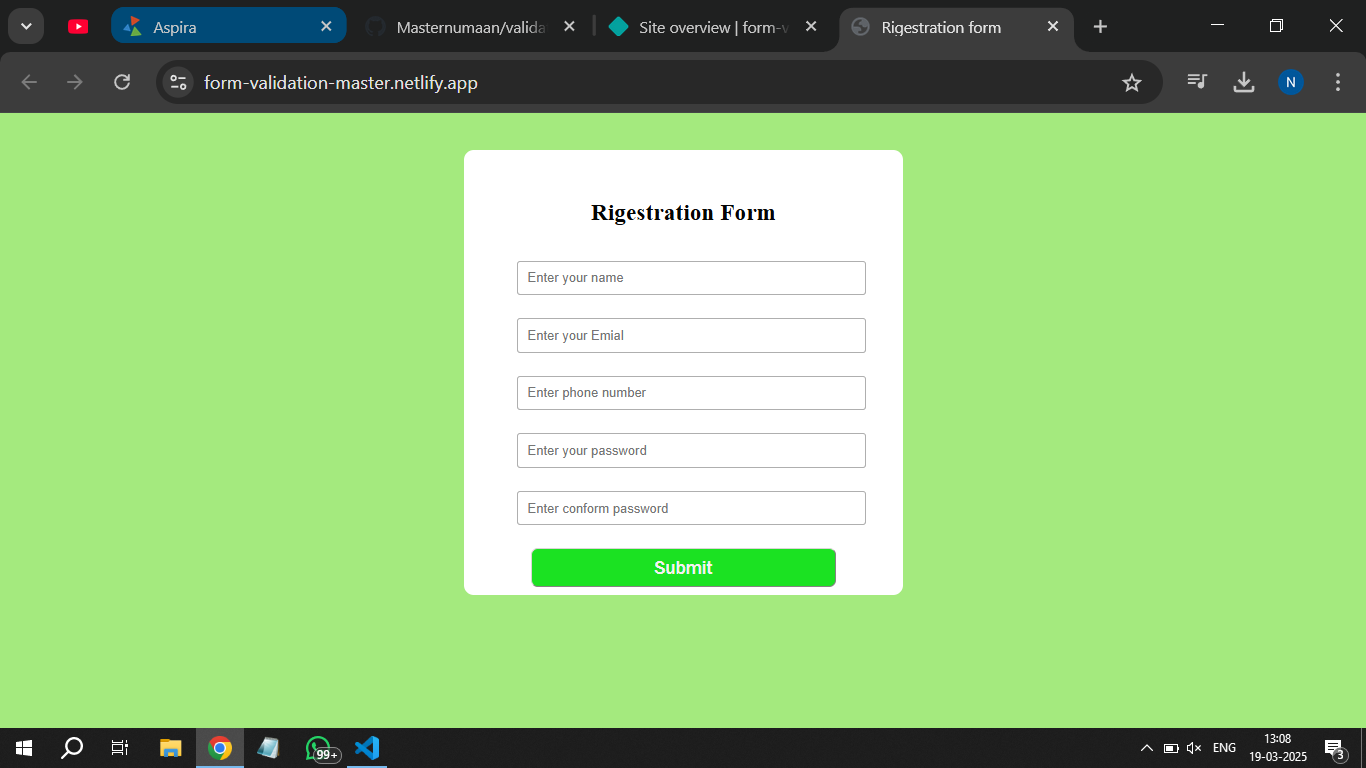 Aspira
Masternumaan/valida
Site overview | form-v
Rigestration form
form-validation-master.netlify.app
N
Rigestration Form
Enter your name
Enter your Emial
Enter phone number
Enter your password
Enter conform password
Submit
99+
ENG
13:08
19-03-2025
3